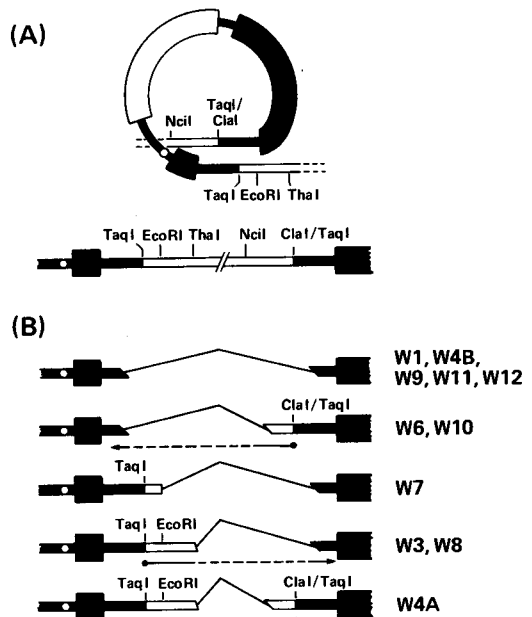 (A)
TaqI/
ClaI
NciI
TaqI EcoRI ThaI
TaqI EcoRI ThaI NciI ClaI/TaqI
(B)
W1, W4B,
W9, W11, W12
ClaI/TaqI
W6, W10
TaqI
W7
TaqI EcoRI
W3, W8
TaqI EcoRI ClaI/TaqI
W4A